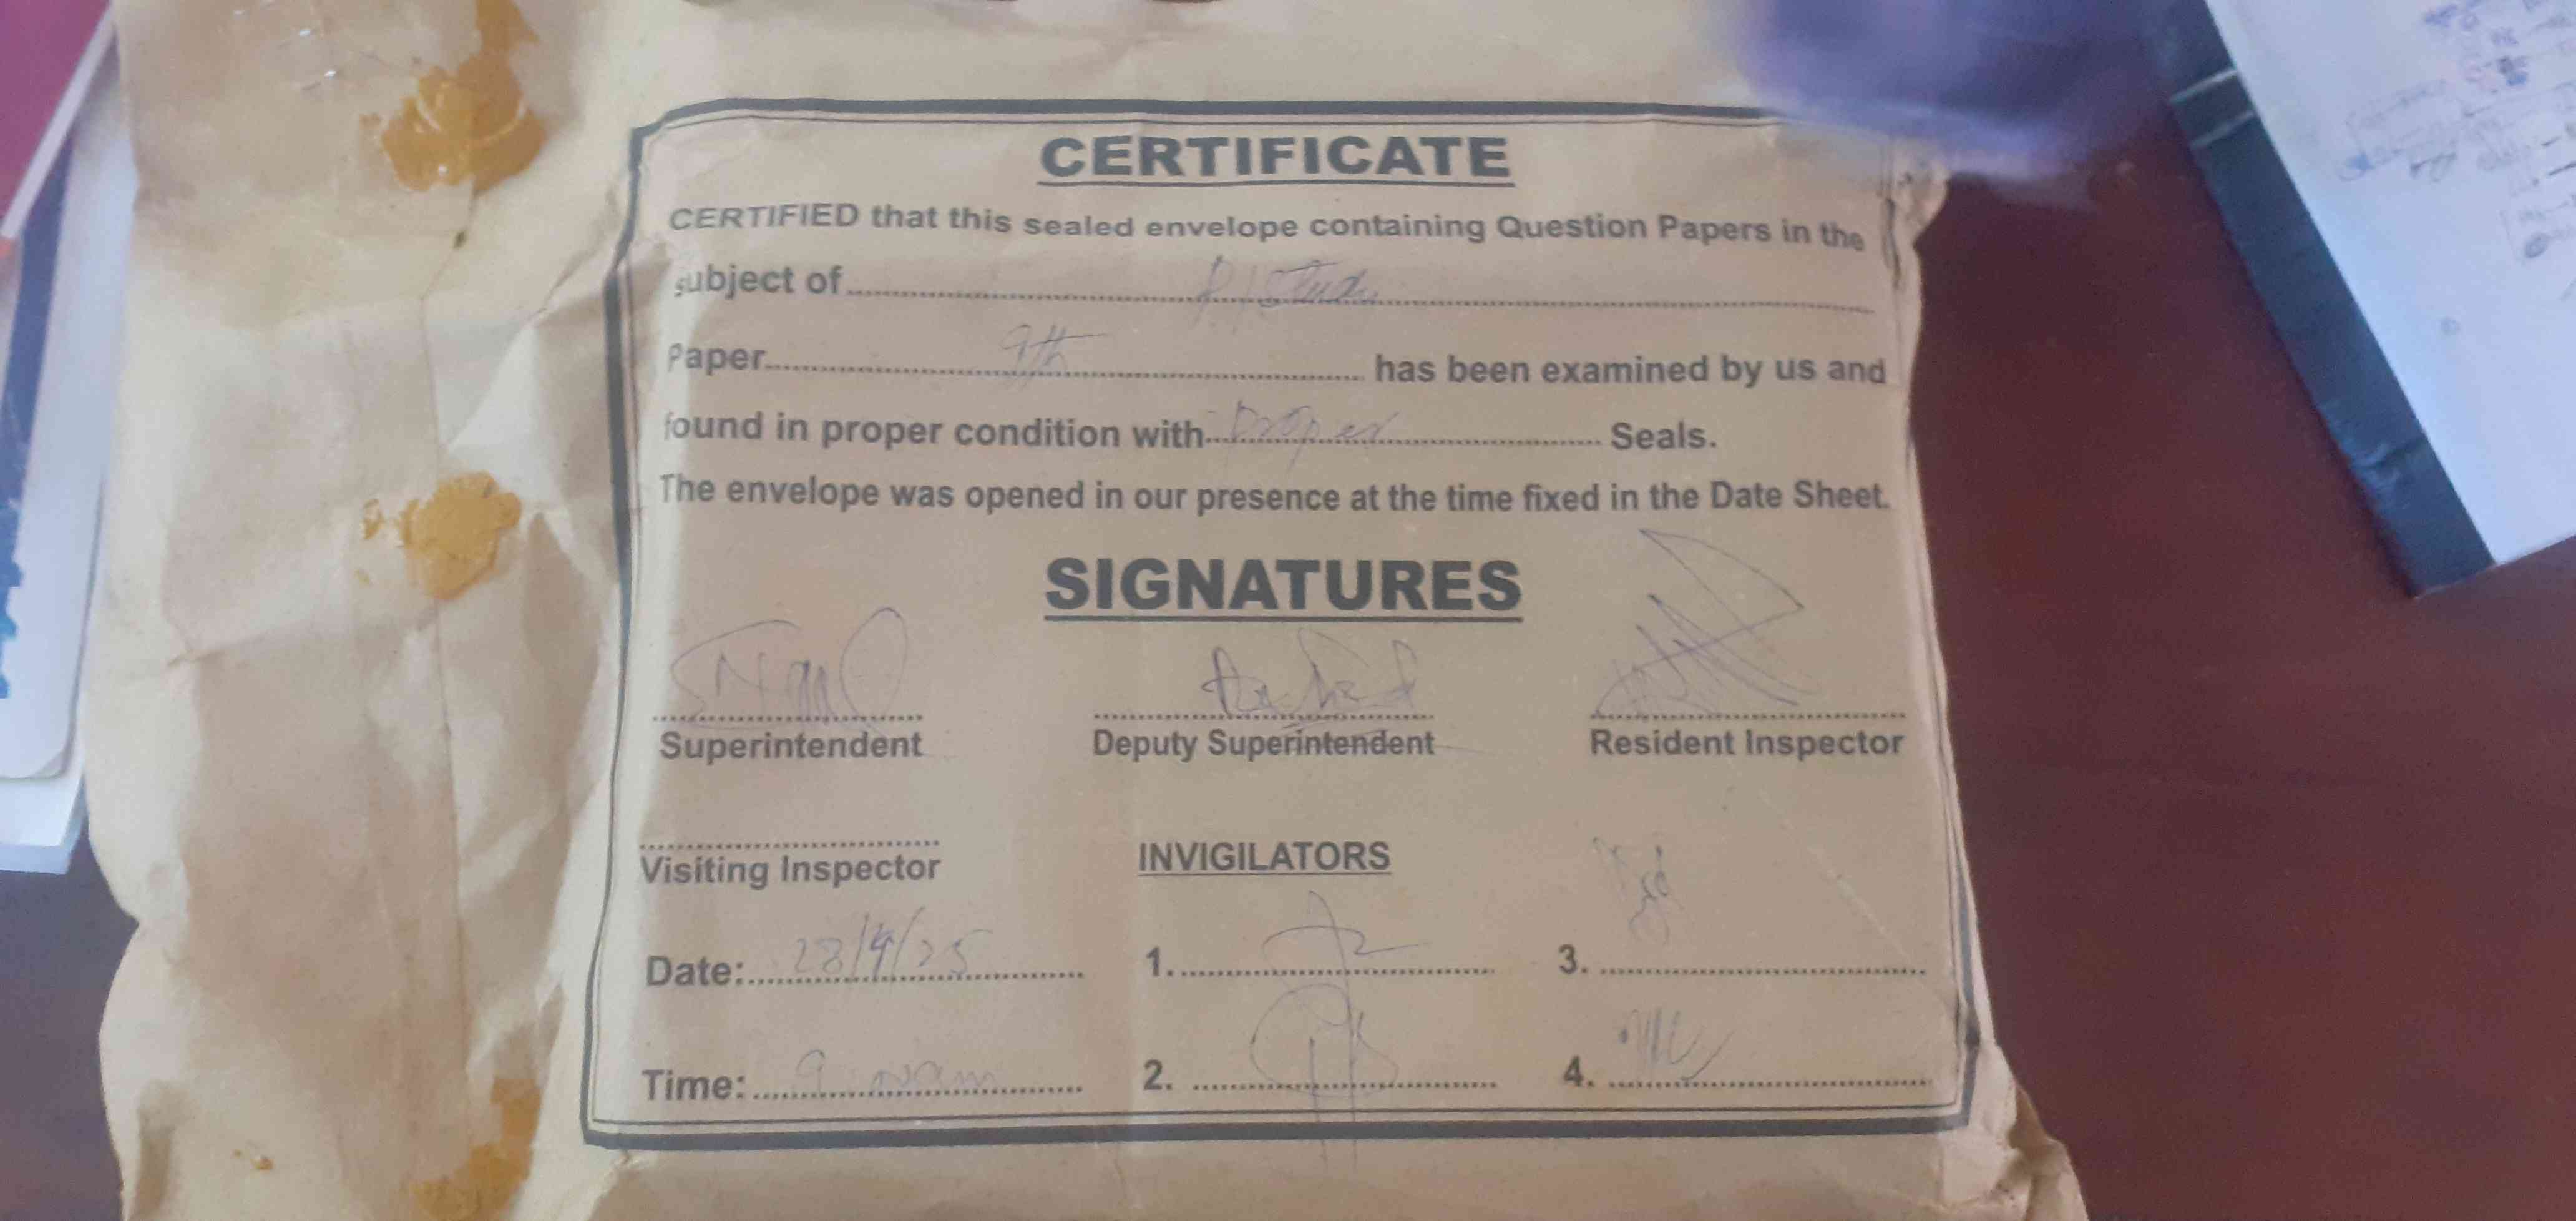 CERTIFICATE
CERTIFIED that this sealed envelope containing Question Papers in the
subject of P/Study
Paper 9th has been examined by us and
found in proper condition with Proper Seals.
The envelope was opened in our presence at the time fixed in the Date Sheet.
SIGNATURES
Superintendent Deputy Superintendent Resident Inspector
Visiting Inspector INVIGILATORS
Date: 28/4/25 1. 3.
Time: 9 2. 4.